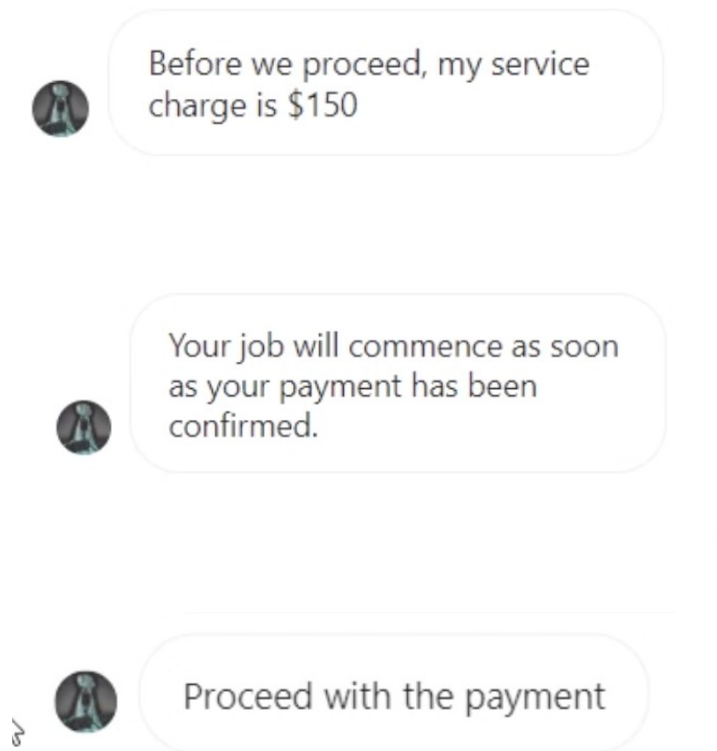 Before we proceed, my service
charge is $150
Your job will commence as soon
as your payment has been
confirmed.
Proceed with the payment